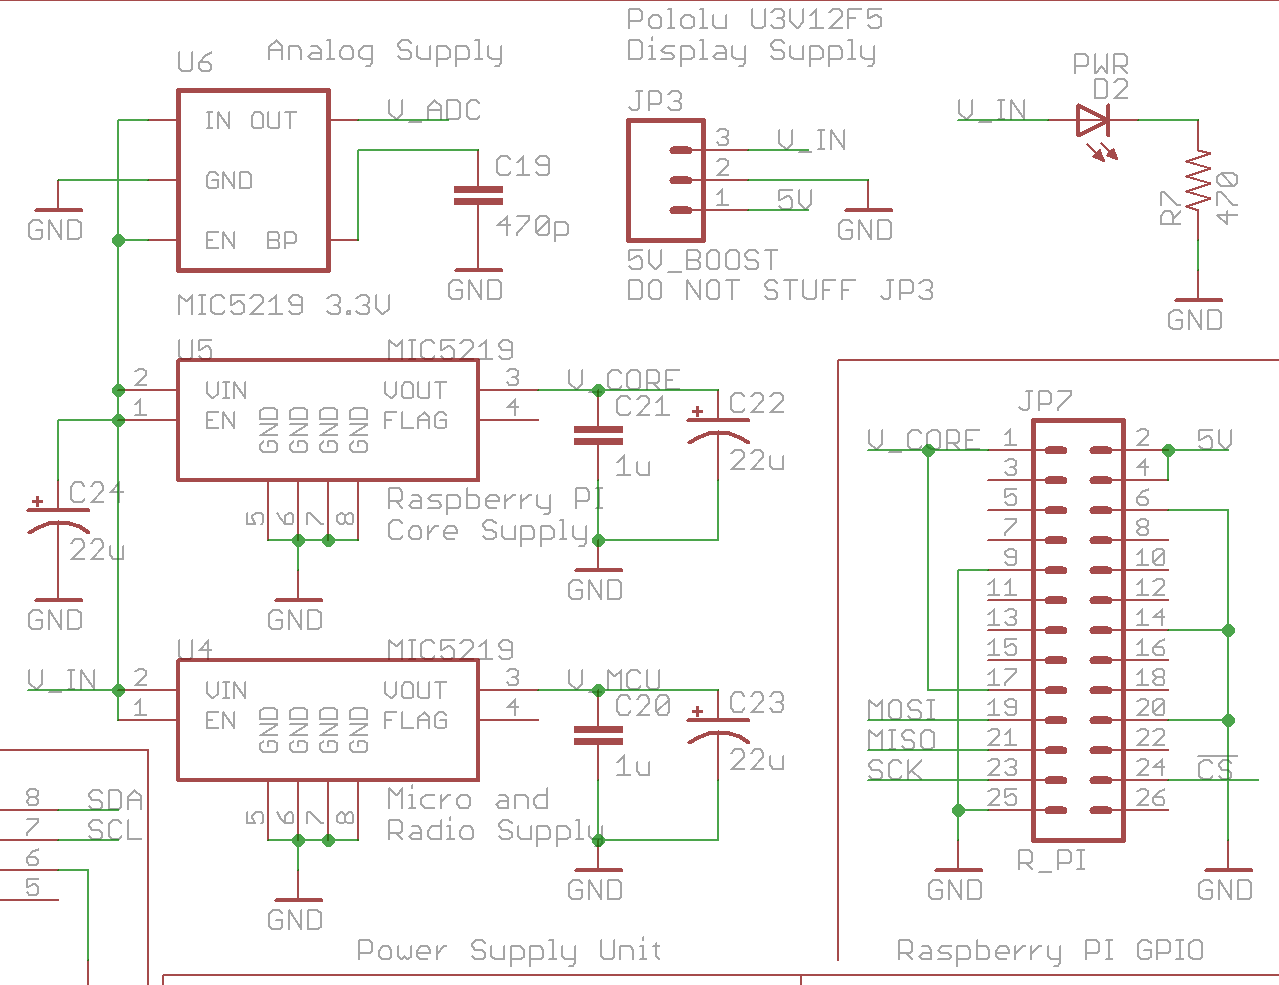 Analog Supply
U6
IN OUT
GND
EN BP
MIC5219 3.3V
V_ADC
C19
470p
GND
GND
Pololu U3V12F5
Display Supply
JP3
3
2
1
V_IN
5V
GND
5V_BOOST
DO NOT STUFF JP3
PWR
D2
V_IN
R7
470
GND
U5
MIC5219
2
1
VIN
EN
GND
GND
GND
GND
VOUT
FLAG
3
4
5
6
7
8
V_CORE
C21
1u
C22
22u
Raspberry PI
Core Supply
GND
GND
C24
22u
GND
U4
MIC5219
V_IN
2
1
VIN
EN
GND
GND
GND
GND
VOUT
FLAG
3
4
5
6
7
8
V_MCU
C20
1u
C23
22u
Micro and
Radio Supply
GND
GND
8
7
6
5
SDA
SCL
Power Supply Unit
JP7
V_CORE
5V
1
2
3
4
5
6
7
8
9
10
11
12
13
14
15
16
17
18
MOSI
19
20
MISO
21
22
SCK
23
24
CS
25
26
R_PI
GND
GND
Raspberry PI GPIO